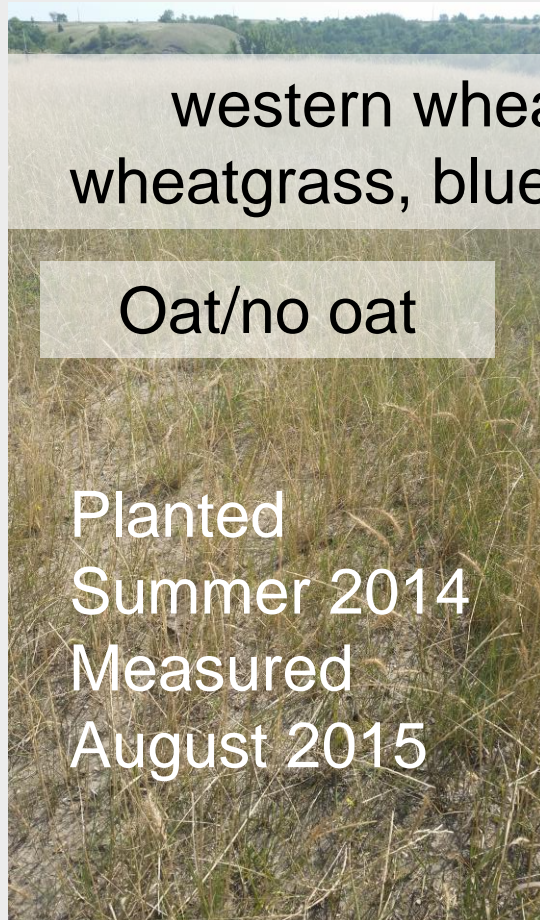 western whea
wheatgrass, blue
Oat/no oat
Planted
Summer 2014
Measured
August 2015